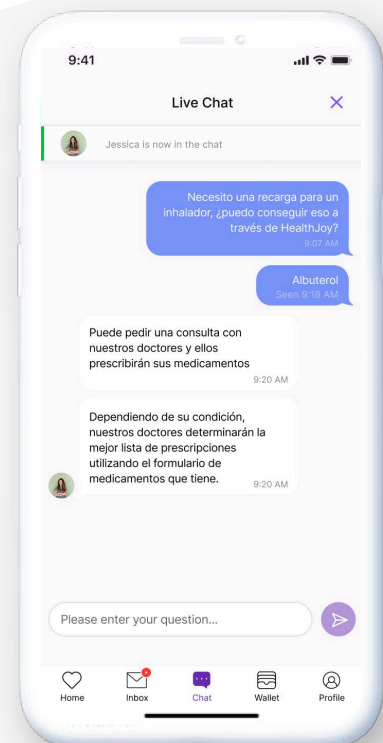 9:41
Live Chat
Jessica is now in the chat
Necesito una recarga para un
inhalador, ¿puedo conseguir eso a
través de HealthJoy?
9:07 AM
Albuterol
Seen 9:18 AM
Puede pedir una consulta con
nuestros doctores y ellos
prescribirán sus medicamentos
9:20 AM
Dependiendo de su condición,
nuestros doctores determinarán la
mejor lista de prescripciones
utilizando el formulario de
medicamentos que tiene.
9:20 AM
Please enter your question...
Home Inbox Chat Wallet Profile